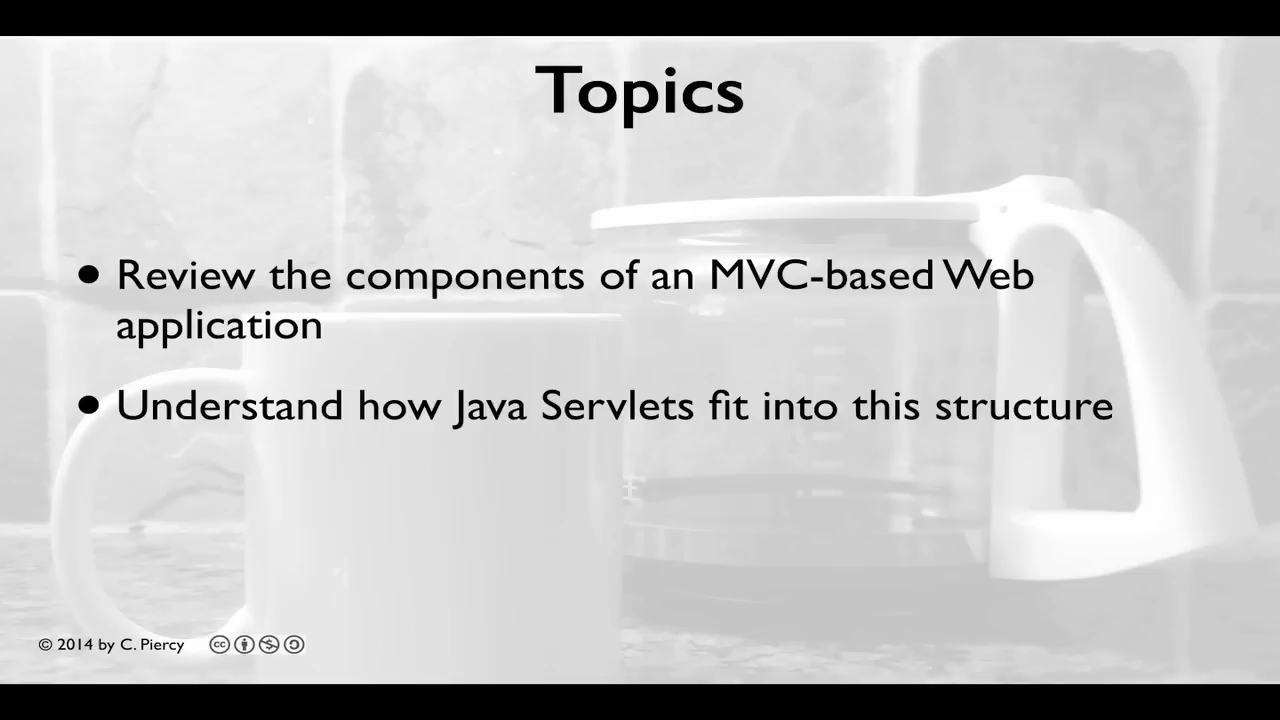 Topics
• Review the components of an MVC-based Web
application
• Understand how Java Servlets fit into this structure
© 2014 by C. Piercy